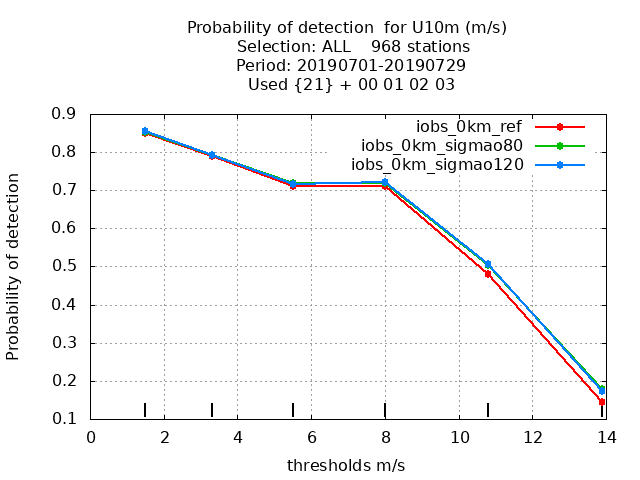 Probability of detection  for U10m (m/s)
Selection: ALL    968 stations
Period: 20190701-20190729
Used {21} + 00 01 02 03
iobs_0km_ref
iobs_0km_sigmao80
iobs_0km_sigmao120
Probability of detection
0.9
0.8
0.7
0.6
0.5
0.4
0.3
0.2
0.1
0 2 4 6 8 10 12 14
thresholds m/s